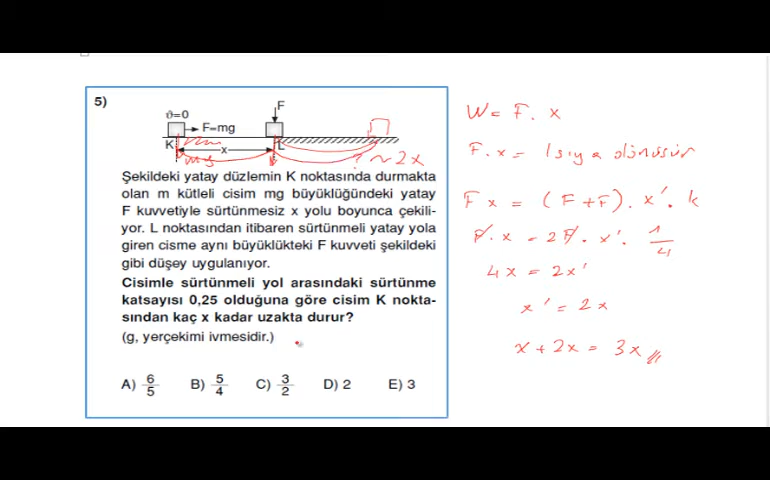 5)
ϑ=0
F
F=mg
K
x
L
mg
? ~ 2x
Şekildeki yatay düzlemin K noktasında durmakta
olan m kütleli cisim mg büyüklüğündeki yatay
F kuvvetiyle sürtünmesiz x yolu boyunca çekili-
yor. L noktasından itibaren sürtünmeli yatay yola
giren cisme aynı büyüklükteki F kuvveti şekildeki
gibi düşey uygulanıyor.
Cisimle sürtünmeli yol arasındaki sürtünme
katsayısı 0,25 olduğuna göre cisim K nokta-
sından kaç x kadar uzakta durur?
(g, yerçekimi ivmesidir.)
A) 6/5 B) 5/4 C) 3/2 D) 2 E) 3
W = F. x
F. x = Isıya dönüşür
F x = (F+F). x'. k
F. x = 2F. x'. 1/4
4x = 2x'
x' = 2x
x + 2x = 3x //